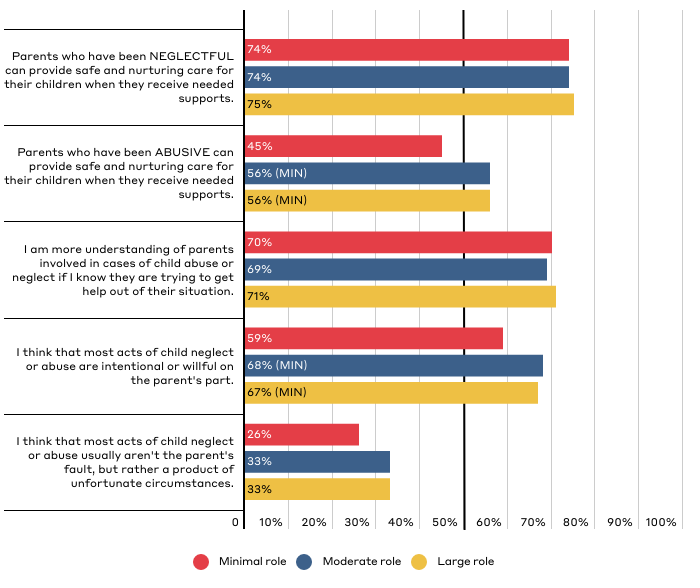 Parents who have been NEGLECTFUL
can provide safe and nurturing care for
their children when they receive needed
supports.
74%
74%
75%
Parents who have been ABUSIVE can
provide safe and nurturing care for
their children when they receive needed
supports.
45%
56% (MIN)
56% (MIN)
I am more understanding of parents
involved in cases of child abuse or
neglect if I know they are trying to get
help out of their situation.
70%
69%
71%
I think that most acts of child neglect
or abuse are intentional or willful on
the parent's part.
59%
68% (MIN)
67% (MIN)
I think that most acts of child neglect
or abuse usually aren't the parent's
fault, but rather a product of
unfortunate circumstances.
26%
33%
33%
0 10% 20% 30% 40% 50% 60% 70% 80% 90% 100%
Minimal role Moderate role Large role